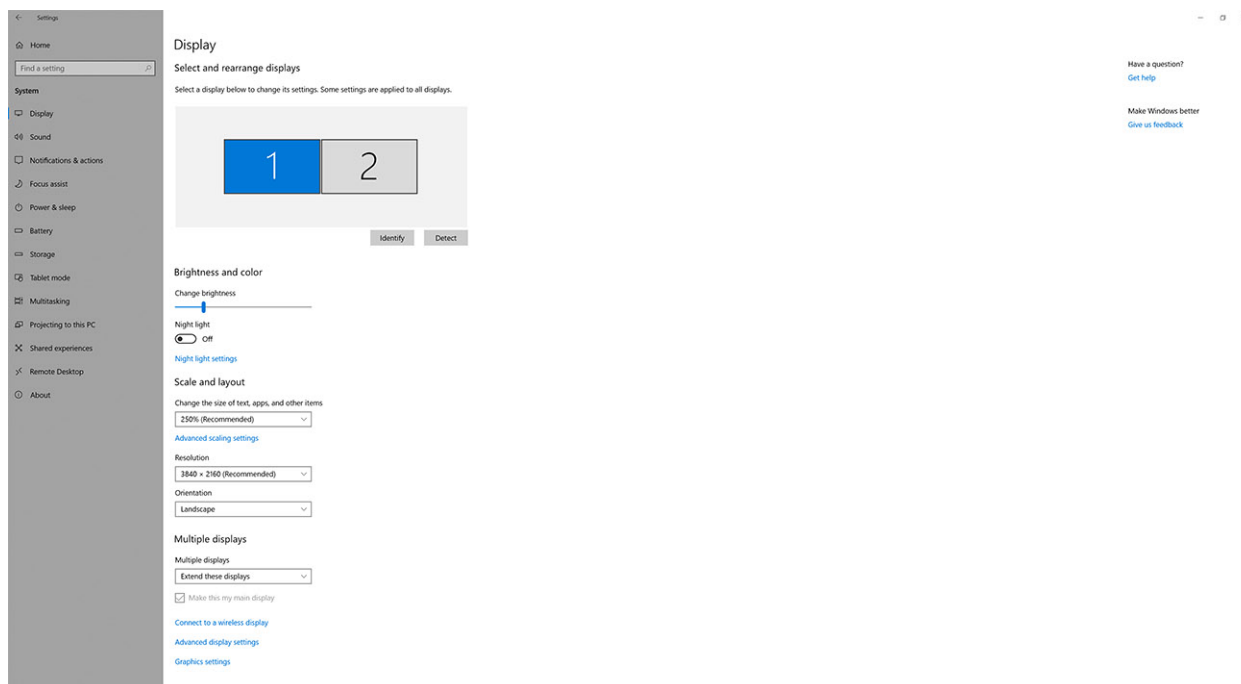 Settings
Home
Find a setting
System
Display
Sound
Notifications & actions
Focus assist
Power & sleep
Battery
Storage
Tablet mode
Multitasking
Projecting to this PC
Shared experiences
Remote Desktop
About
Display
Select and rearrange displays
Select a display below to change its settings. Some settings are applied to all displays.
1 2
Identify Detect
Brightness and color
Change brightness
Night light
Off
Night light settings
Scale and layout
Change the size of text, apps, and other items
250% (Recommended)
Advanced scaling settings
Resolution
3840 × 2160 (Recommended)
Orientation
Landscape
Multiple displays
Multiple displays
Extend these displays
Make this my main display
Connect to a wireless display
Advanced display settings
Graphics settings
Have a question?
Get help
Make Windows better
Give us feedback